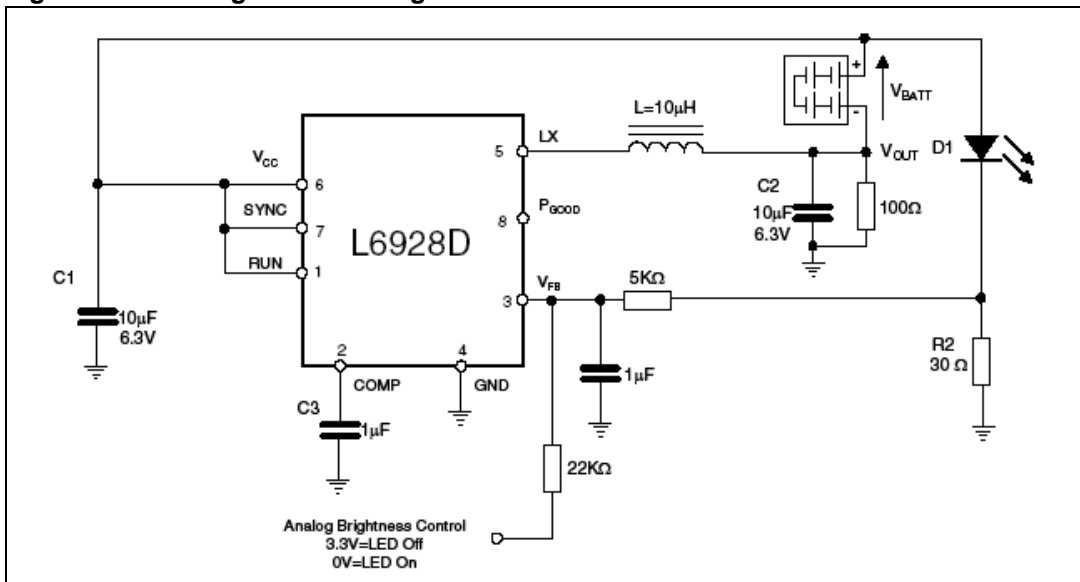 L=10µH
+
-
V_BATT
LX
5
V_OUT
D1
V_CC
6
C2
10µF
6.3V
100Ω
SYNC
7
P_GOOD
8
L6928D
RUN
1
C1
10µF
6.3V
V_FB
3
5KΩ
R2
30 Ω
2
4
COMP
GND
1µF
C3
1µF
22KΩ
Analog Brightness Control
3.3V=LED Off
0V=LED On